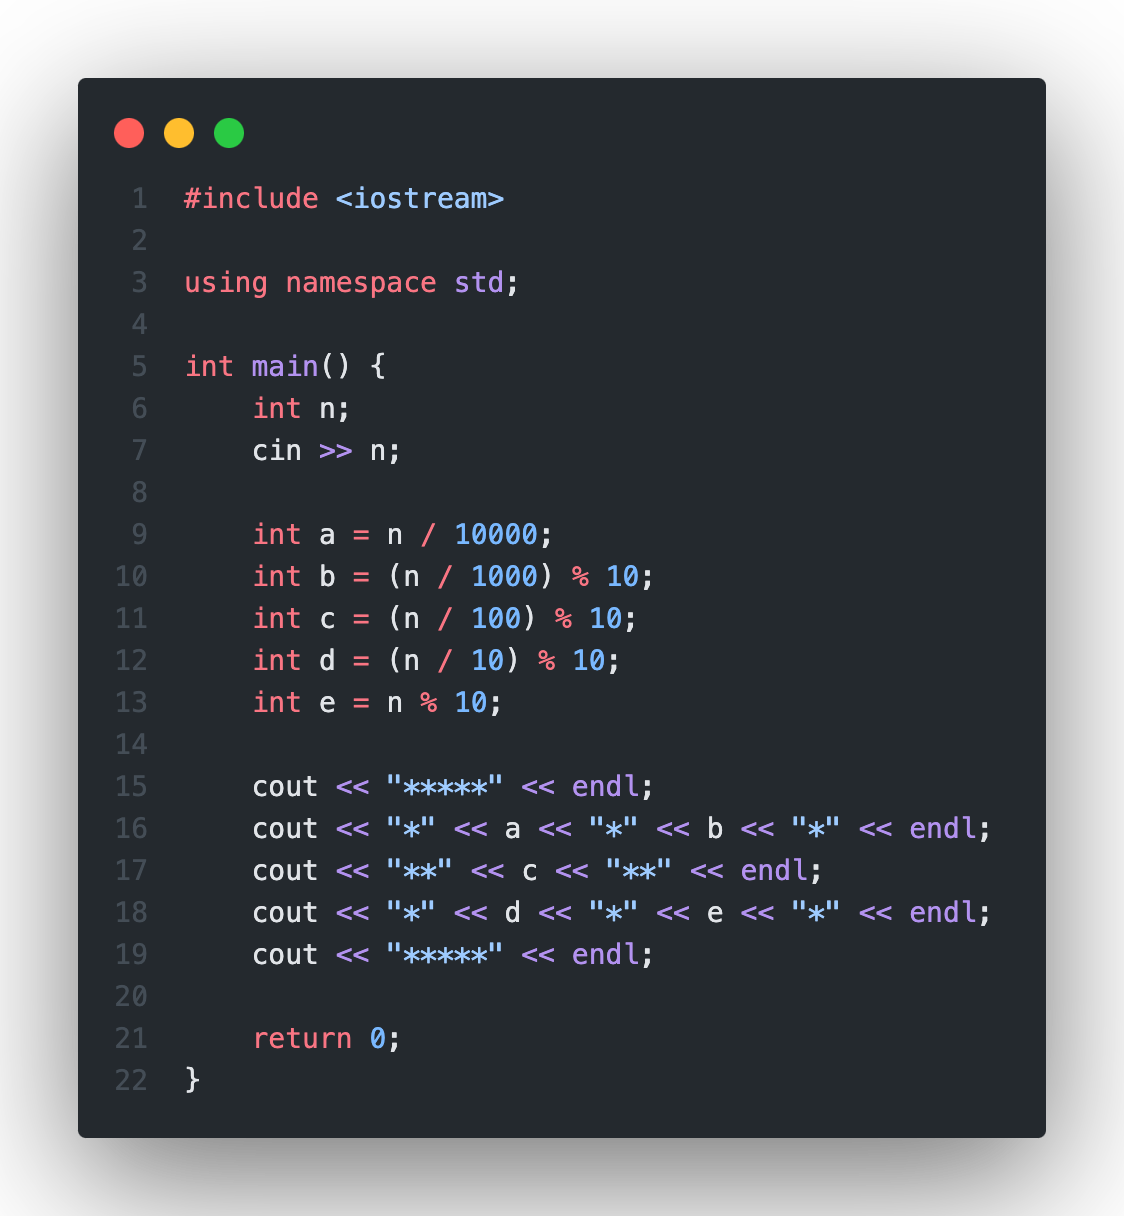 1 #include <iostream>
2
3 using namespace std;
4
5 int main() {
6     int n;
7     cin >> n;
8
9     int a = n / 10000;
10     int b = (n / 1000) % 10;
11     int c = (n / 100) % 10;
12     int d = (n / 10) % 10;
13     int e = n % 10;
14
15     cout << "*****" << endl;
16     cout << "*" << a << "*" << b << "*" << endl;
17     cout << "**" << c << "**" << endl;
18     cout << "*" << d << "*" << e << "*" << endl;
19     cout << "*****" << endl;
20
21     return 0;
22 }